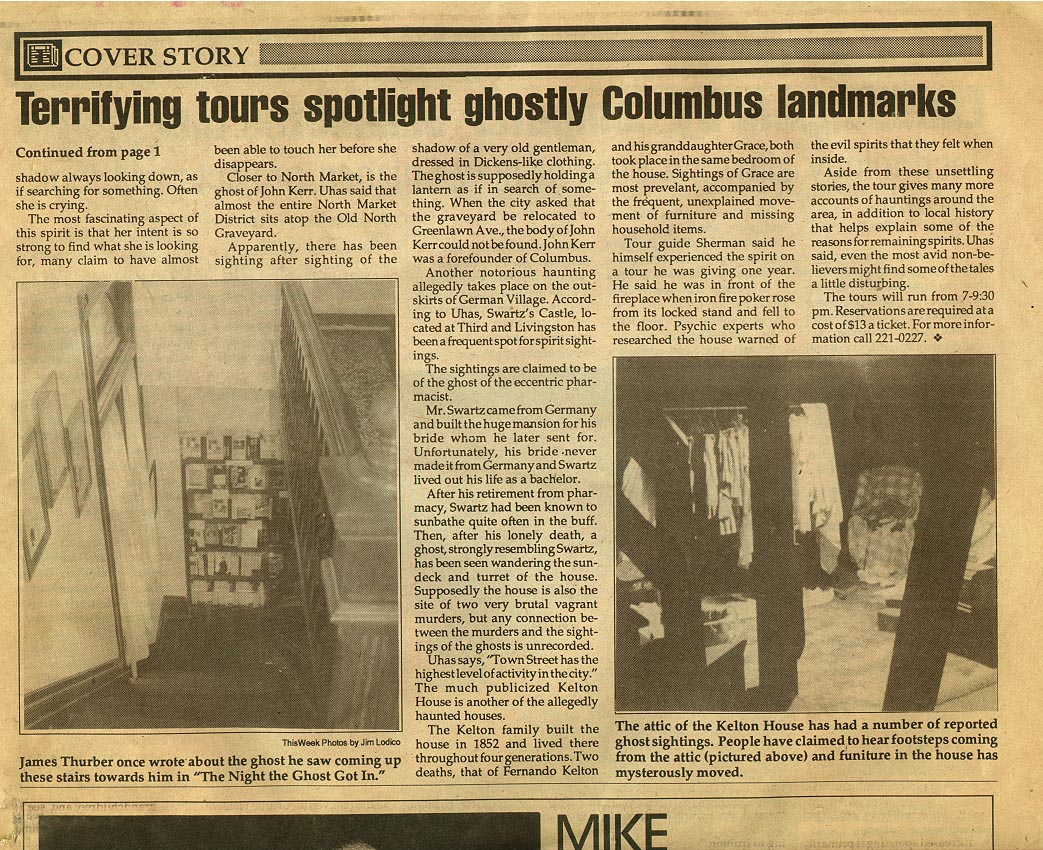 COVER STORY
Terrifying tours spotlight ghostly Columbus landmarks
Continued from page 1
shadow always looking down, as
if searching for something. Often
she is crying.
The most fascinating aspect of
this spirit is that her intent is so
strong to find what she is looking
for, many claim to have almost
been able to touch her before she
disappears.
Closer to North Market, is the
ghost of John Kerr. Uhas said that
almost the entire North Market
District sits atop the Old North
Graveyard.
Apparently, there has been
sighting after sighting of the
shadow of a very old gentleman,
dressed in Dickens-like clothing.
The ghost is supposedly holding a
lantern as if in search of some-
thing. When the city asked that
the graveyard be relocated to
Greenlawn Ave., the body of John
Kerr could not be found. John Kerr
was a forefounder of Columbus.
Another notorious haunting
allegedly takes place on the out-
skirts of German Village. Accord-
ing to Uhas, Swartz's Castle, lo-
cated at Third and Livingston has
been a frequent spot for spirit sight-
ings.
The sightings are claimed to be
of the ghost of the eccentric phar-
macist.
Mr. Swartz came from Germany
and built the huge mansion for his
bride whom he later sent for.
Unfortunately, his bride never
made it from Germany and Swartz
lived out his life as a bachelor.
After his retirement from phar-
macy, Swartz had been known to
sunbathe quite often in the buff.
Then, after his lonely death, a
ghost, strongly resembling Swartz,
has been seen wandering the sun-
deck and turret of the house.
Supposedly the house is also the
site of two very brutal vagrant
murders, but any connection be-
tween the murders and the sight-
ings of the ghosts is unrecorded.
Uhas says, "Town Street has the
highest level of activity in the city."
The much publicized Kelton
House is another of the allegedly
haunted houses.
The Kelton family built the
house in 1852 and lived there
throughout four generations. Two
deaths, that of Fernando Kelton
and his granddaughter Grace, both
took place in the same bedroom of
the house. Sightings of Grace are
most prevelant, accompanied by
the frequent, unexplained move-
ment of furniture and missing
household items.
Tour guide Sherman said he
himself experienced the spirit on
a tour he was giving one year.
He said he was in front of the
fireplace when iron fire poker rose
from its locked stand and fell to
the floor. Psychic experts who
researched the house warned of
the evil spirits that they felt when
inside.
Aside from these unsettling
stories, the tour gives many more
accounts of hauntings around the
area, in addition to local history
that helps explain some of the
reasons for remaining spirits. Uhas
said, even the most avid non-be-
lievers might find some of the tales
a little disturbing.
The tours will run from 7-9:30
pm. Reservations are required at a
cost of $13 a ticket. For more infor-
mation call 221-0227. ❖
ThisWeek Photos by Jim Lodico
James Thurber once wrote about the ghost he saw coming up
these stairs towards him in "The Night the Ghost Got In."
The attic of the Kelton House has had a number of reported
ghost sightings. People have claimed to hear footsteps coming
from the attic (pictured above) and funiture in the house has
mysterously moved.
MIKE